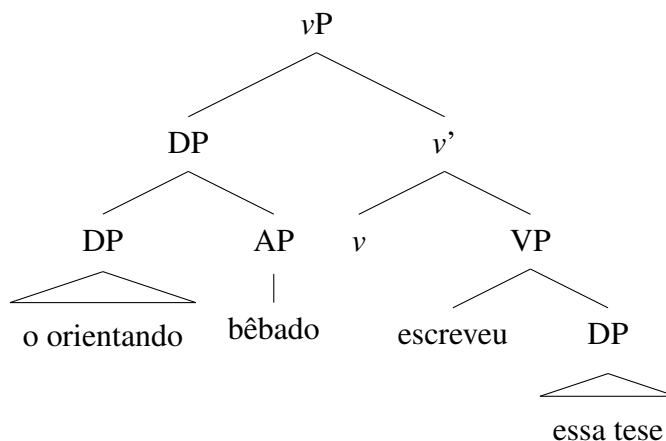 vP
DP v’
DP AP v VP
o orientando bêbado escreveu DP
essa tese